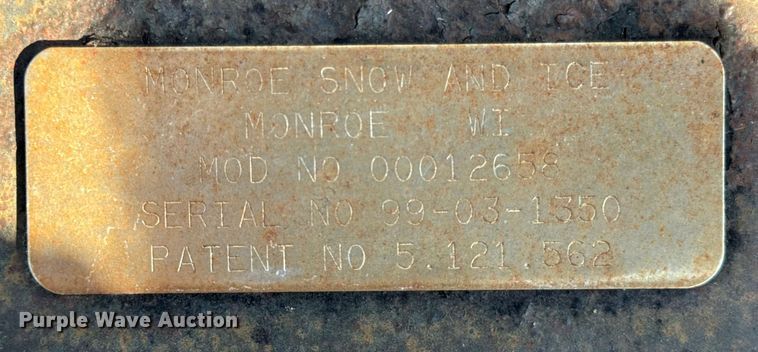 MONROE SNOW AND ICE
MONROE WI
MOD NO 00012658
SERIAL NO 99-03-1350
PATENT NO 5.121.562
Purple Wave Auction